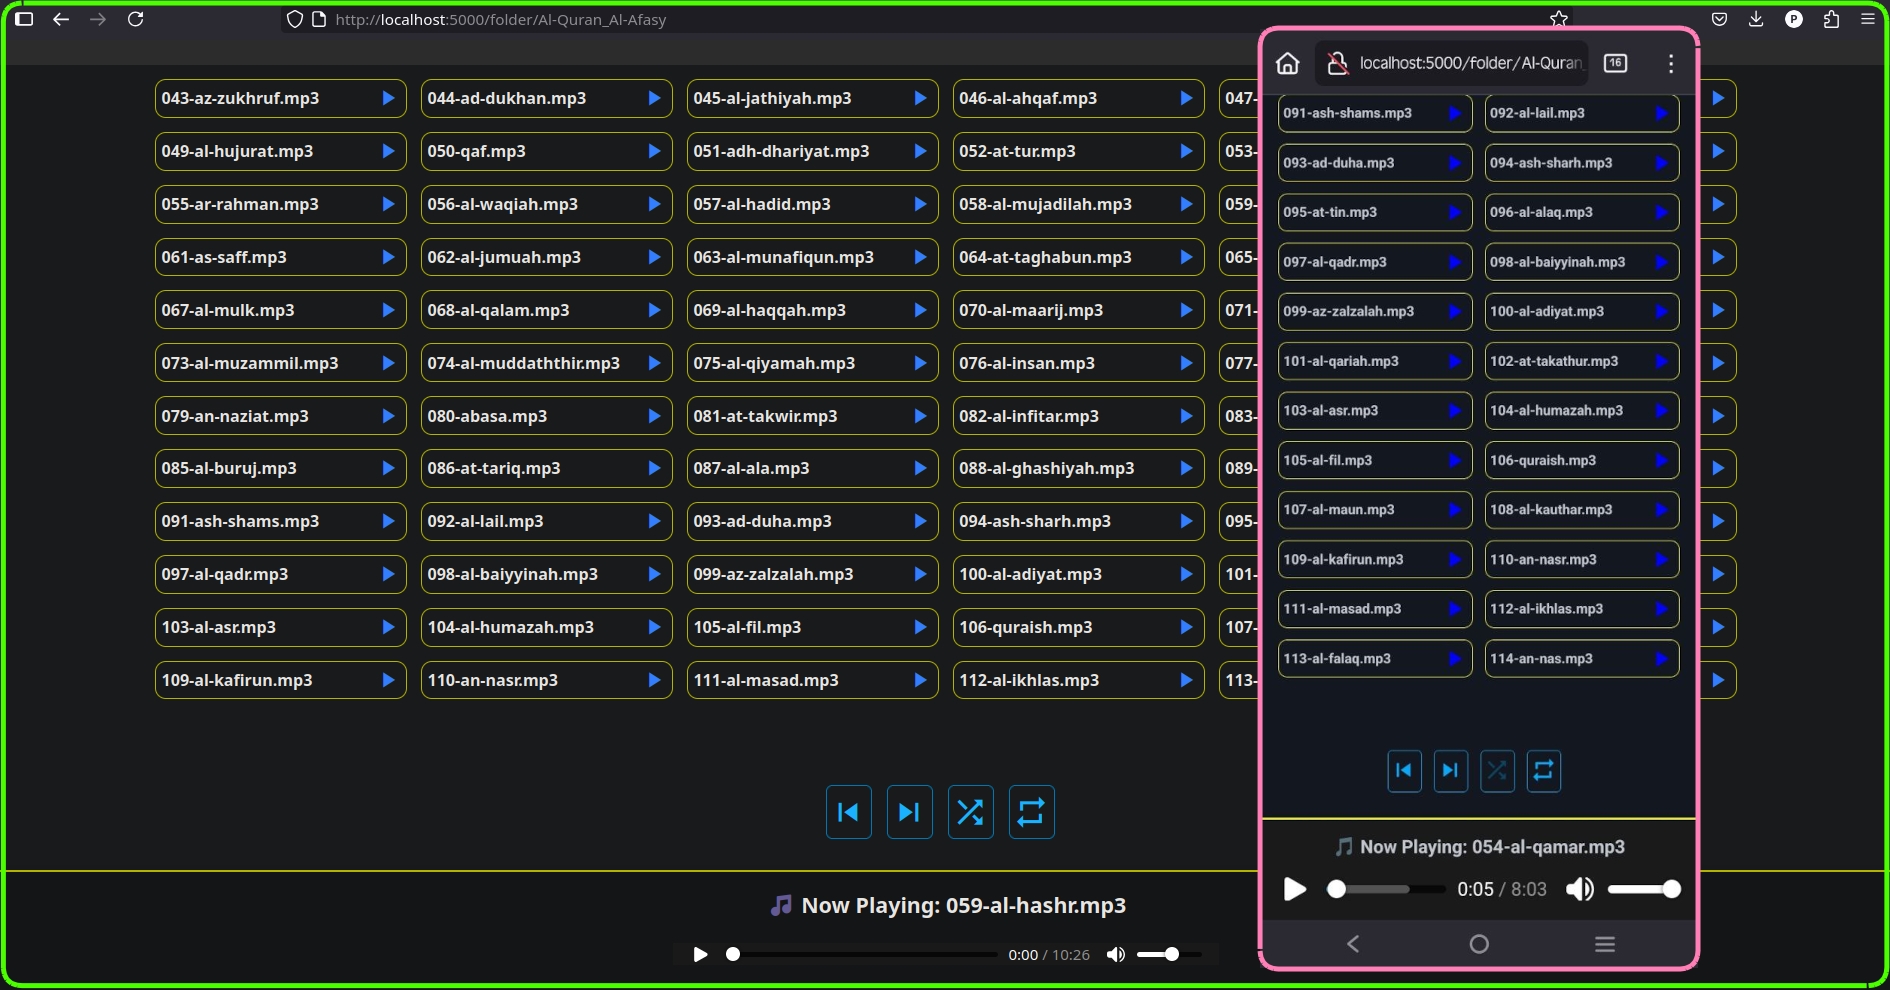 http://localhost:5000/folder/Al-Quran_Al-Afasy
P
043-az-zukhruf.mp3 044-ad-dukhan.mp3 045-al-jathiyah.mp3 046-al-ahqaf.mp3 047-
049-al-hujurat.mp3 050-qaf.mp3 051-adh-dhariyat.mp3 052-at-tur.mp3 053-
055-ar-rahman.mp3 056-al-waqiah.mp3 057-al-hadid.mp3 058-al-mujadilah.mp3 059-
061-as-saff.mp3 062-al-jumuah.mp3 063-al-munafiqun.mp3 064-at-taghabun.mp3 065-
067-al-mulk.mp3 068-al-qalam.mp3 069-al-haqqah.mp3 070-al-maarij.mp3 071-
073-al-muzammil.mp3 074-al-muddaththir.mp3 075-al-qiyamah.mp3 076-al-insan.mp3 077-
079-an-naziat.mp3 080-abasa.mp3 081-at-takwir.mp3 082-al-infitar.mp3 083-
085-al-buruj.mp3 086-at-tariq.mp3 087-al-ala.mp3 088-al-ghashiyah.mp3 089-
091-ash-shams.mp3 092-al-lail.mp3 093-ad-duha.mp3 094-ash-sharh.mp3 095-
097-al-qadr.mp3 098-al-baiyyinah.mp3 099-az-zalzalah.mp3 100-al-adiyat.mp3 101-
103-al-asr.mp3 104-al-humazah.mp3 105-al-fil.mp3 106-quraish.mp3 107-
109-al-kafirun.mp3 110-an-nasr.mp3 111-al-masad.mp3 112-al-ikhlas.mp3 113-
Now Playing: 059-al-hashr.mp3
0:00 / 10:26
localhost:5000/folder/Al-Quran_
16
091-ash-shams.mp3 092-al-lail.mp3
093-ad-duha.mp3 094-ash-sharh.mp3
095-at-tin.mp3 096-al-alaq.mp3
097-al-qadr.mp3 098-al-baiyyinah.mp3
099-az-zalzalah.mp3 100-al-adiyat.mp3
101-al-qariah.mp3 102-at-takathur.mp3
103-al-asr.mp3 104-al-humazah.mp3
105-al-fil.mp3 106-quraish.mp3
107-al-maun.mp3 108-al-kauthar.mp3
109-al-kafirun.mp3 110-an-nasr.mp3
111-al-masad.mp3 112-al-ikhlas.mp3
113-al-falaq.mp3 114-an-nas.mp3
Now Playing: 054-al-qamar.mp3
0:05 / 8:03